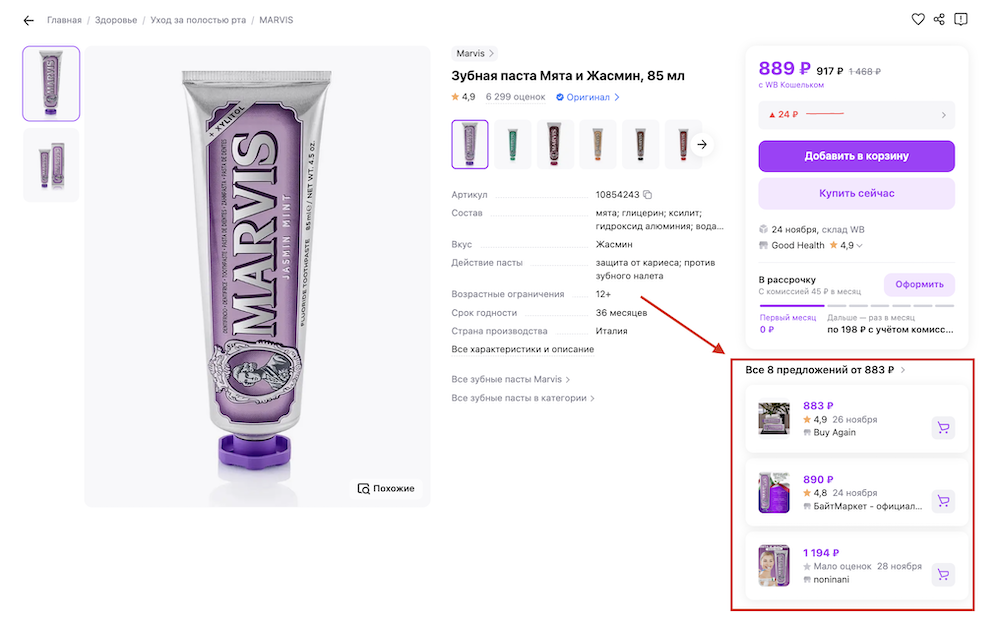 Главная / Здоровье / Уход за полостью рта / MARVIS
+ XYLITOL
MARVIS
JASMIN MINT
FLUORIDE TOOTHPASTE 85ml℮/NET WT. 4.5 oz.
Похожие
Marvis
Зубная паста Мята и Жасмин, 85 мл
4,9 6 299 оценок Оригинал
Артикул 10854243
Состав мята; глицерин; ксилит;
гидроксид алюминия; вода...
Вкус Жасмин
Действие пасты защита от кариеса; против
зубного налета
Возрастные ограничения 12+
Срок годности 36 месяцев
Страна производства Италия
Все характеристики и описание
Все зубные пасты Marvis
Все зубные пасты в категории
889 ₽ 917 ₽ 1 468 ₽
с WB Кошельком
24 ₽
Добавить в корзину
Купить сейчас
24 ноября, склад WB
Good Health 4,9
В рассрочку
С комиссией 45 ₽ в месяц
Оформить
Первый месяц Дальше — раз в месяц
0 ₽ по 198 ₽ с учётом комисс...
Все 8 предложений от 883 ₽
883 ₽
4,9 26 ноября
Buy Again
890 ₽
4,8 24 ноября
БайтМаркет - официал...
1 194 ₽
Мало оценок 28 ноября
noninani